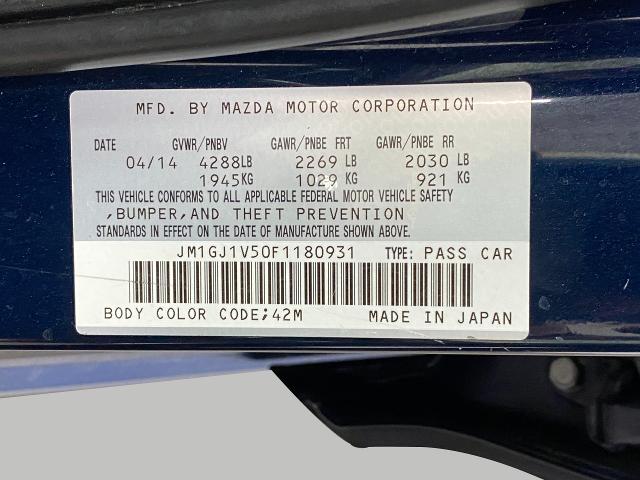 MFD. BY MAZDA MOTOR CORPORATION
DATE GVWR/PNBV GAWR/PNBE FRT GAWR/PNBE RR
04/14 4288LB 2269 LB 2030 LB
1945KG 1029 KG 921 KG
THIS VEHICLE CONFORMS TO ALL APPLICABLE FEDERAL MOTOR VEHICLE SAFETY
,BUMPER,AND THEFT PREVENTION
STANDARDS IN EFFECT ON THE DATE OF MANUFACTURE SHOWN ABOVE.
JM1GJ1V50F1180931 TYPE: PASS CAR
BODY COLOR CODE;42M MADE IN JAPAN